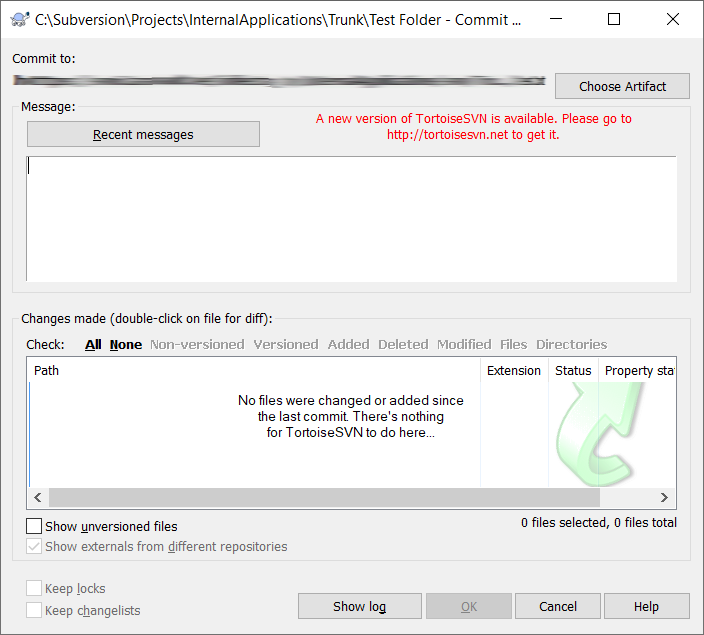 C:\Subversion\Projects\InternalApplications\Trunk\Test Folder - Commit ...
Commit to:
Choose Artifact
Message:
Recent messages
A new version of TortoiseSVN is available. Please go to
http://tortoisesvn.net to get it.
Changes made (double-click on file for diff):
Check: All None Non-versioned Versioned Added Deleted Modified Files Directories
Path Extension Status Property sta
No files were changed or added since
the last commit. There's nothing
for TortoiseSVN to do here...
Show unversioned files
0 files selected, 0 files total
Show externals from different repositories
Keep locks
Keep changelists
Show log OK Cancel Help